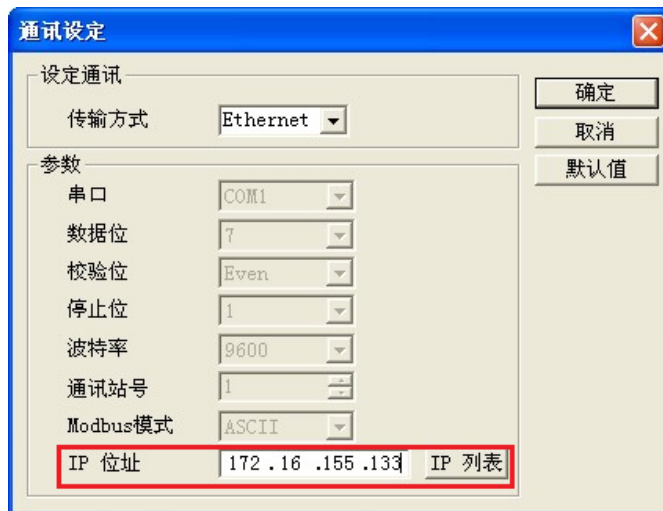 通讯设定
设定通讯
传输方式 Ethernet
确定
取消
默认值
参数
串口 COM1
数据位 7
校验位 Even
停止位 1
波特率 9600
通讯站号 1
Modbus模式 ASCII
IP 位址 172 . 16 .155 .133 IP 列表